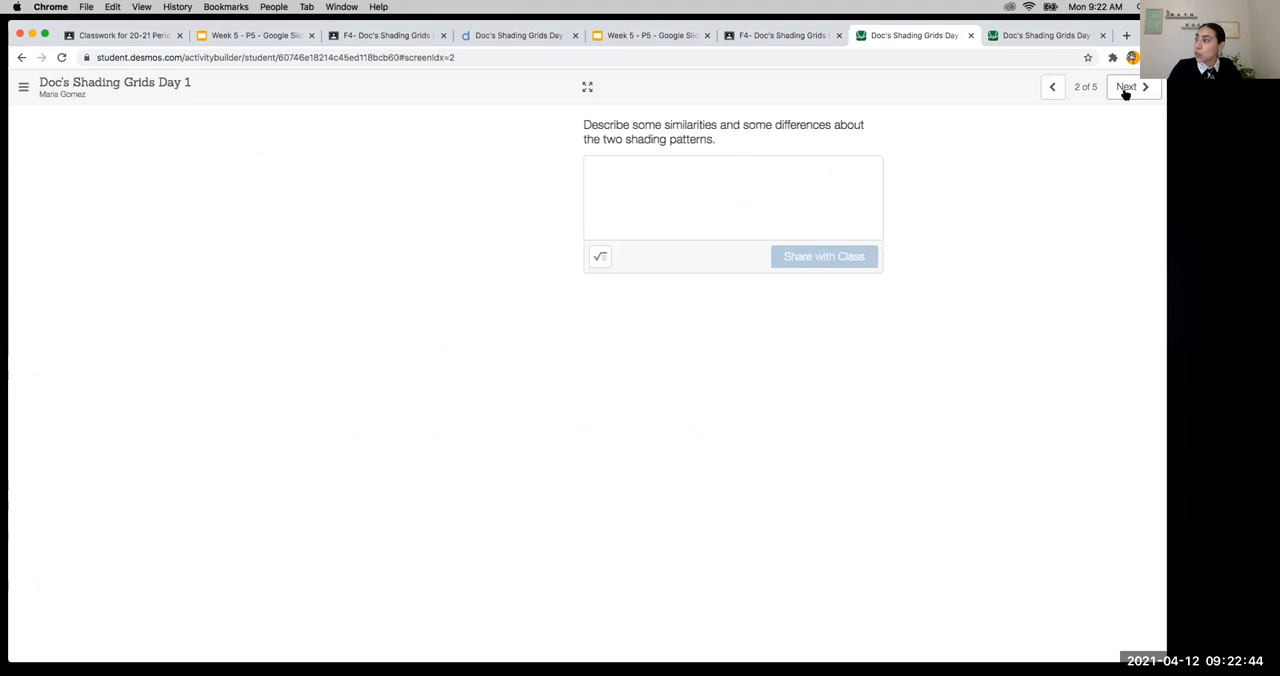 Chrome File Edit View History Bookmarks People Tab Window Help Mon 9:22 AM
Classwork for 20-21 Perio Week 5 - P5 - Google Slid F4- Doc's Shading Grids Doc's Shading Grids Day Week 5 - P5 - Google Slid F4- Doc's Shading Grids Doc's Shading Grids Day Doc's Shading Grids Day
student.desmos.com/activitybuilder/student/60746e18214c45ed118bcb60#screenIdx=2
Doc's Shading Grids Day 1
Maria Gomez
2 of 5 Next
Describe some similarities and some differences about
the two shading patterns.
Share with Class
2021-04-12 09:22:44